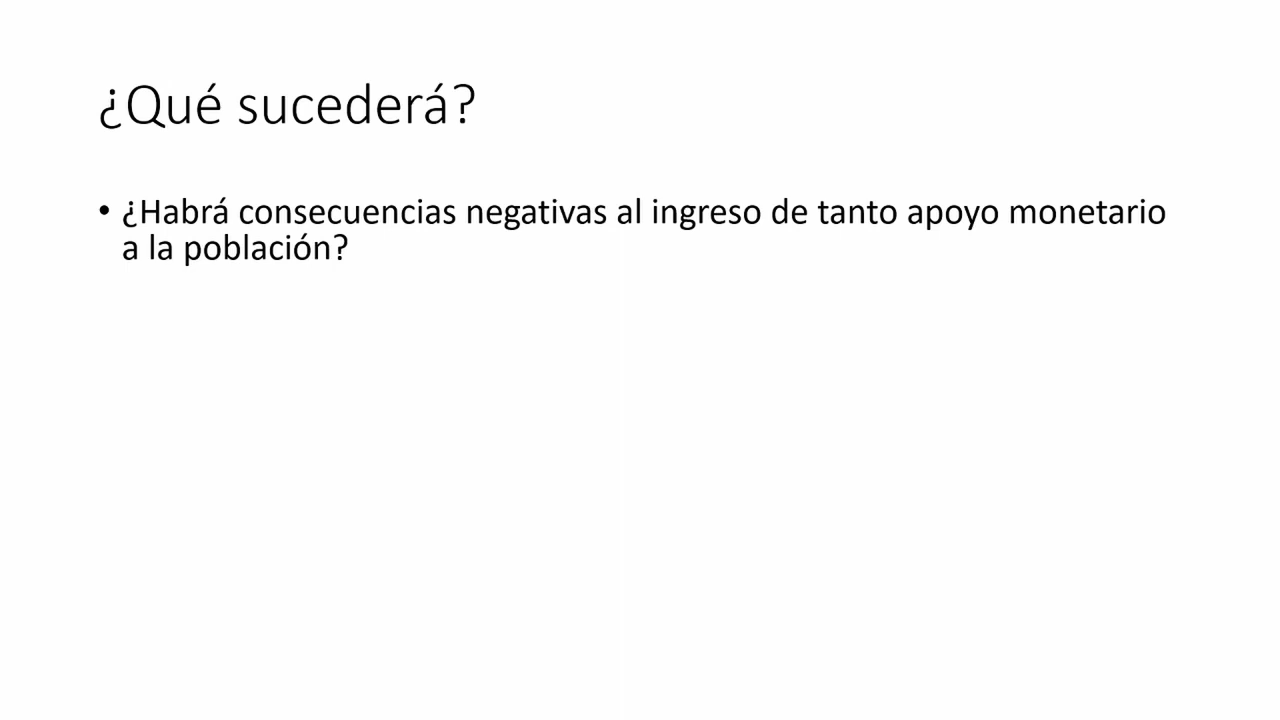 ¿Qué sucederá?
• ¿Habrá consecuencias negativas al ingreso de tanto apoyo monetario
a la población?